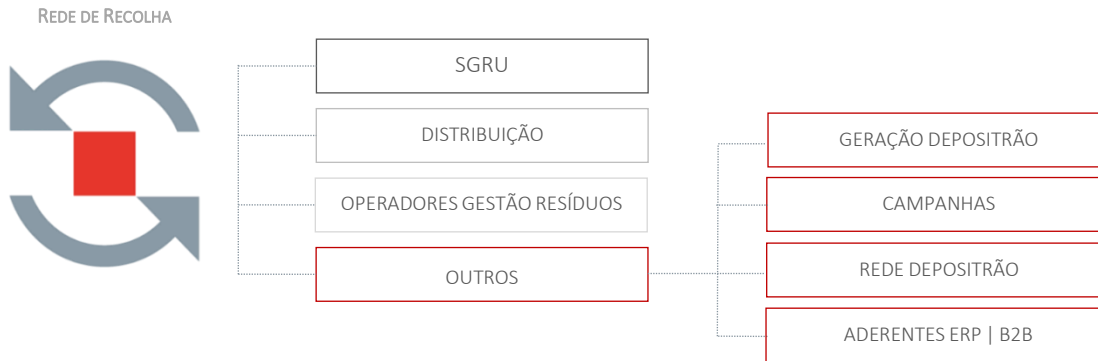 REDE DE RECOLHA
SGRU
DISTRIBUIÇÃO
OPERADORES GESTÃO RESÍDUOS
OUTROS
GERAÇÃO DEPOSITRÃO
CAMPANHAS
REDE DEPOSITRÃO
ADERENTES ERP | B2B